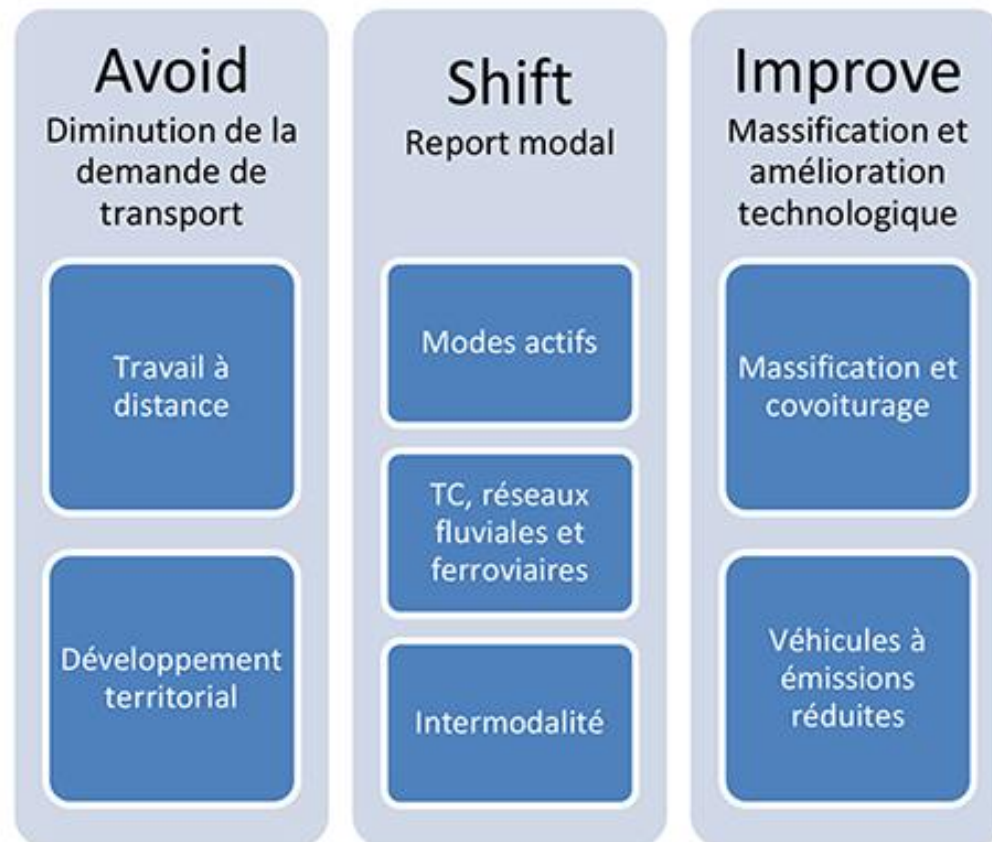 Avoid
Diminution de la
demande de
transport
Travail à
distance
Développement
territorial
Shift
Report modal
Modes actifs
TC, réseaux
fluviales et
ferroviaires
Intermodalité
Improve
Massification et
amélioration
technologique
Massification et
covoiturage
Véhicules à
émissions
réduites